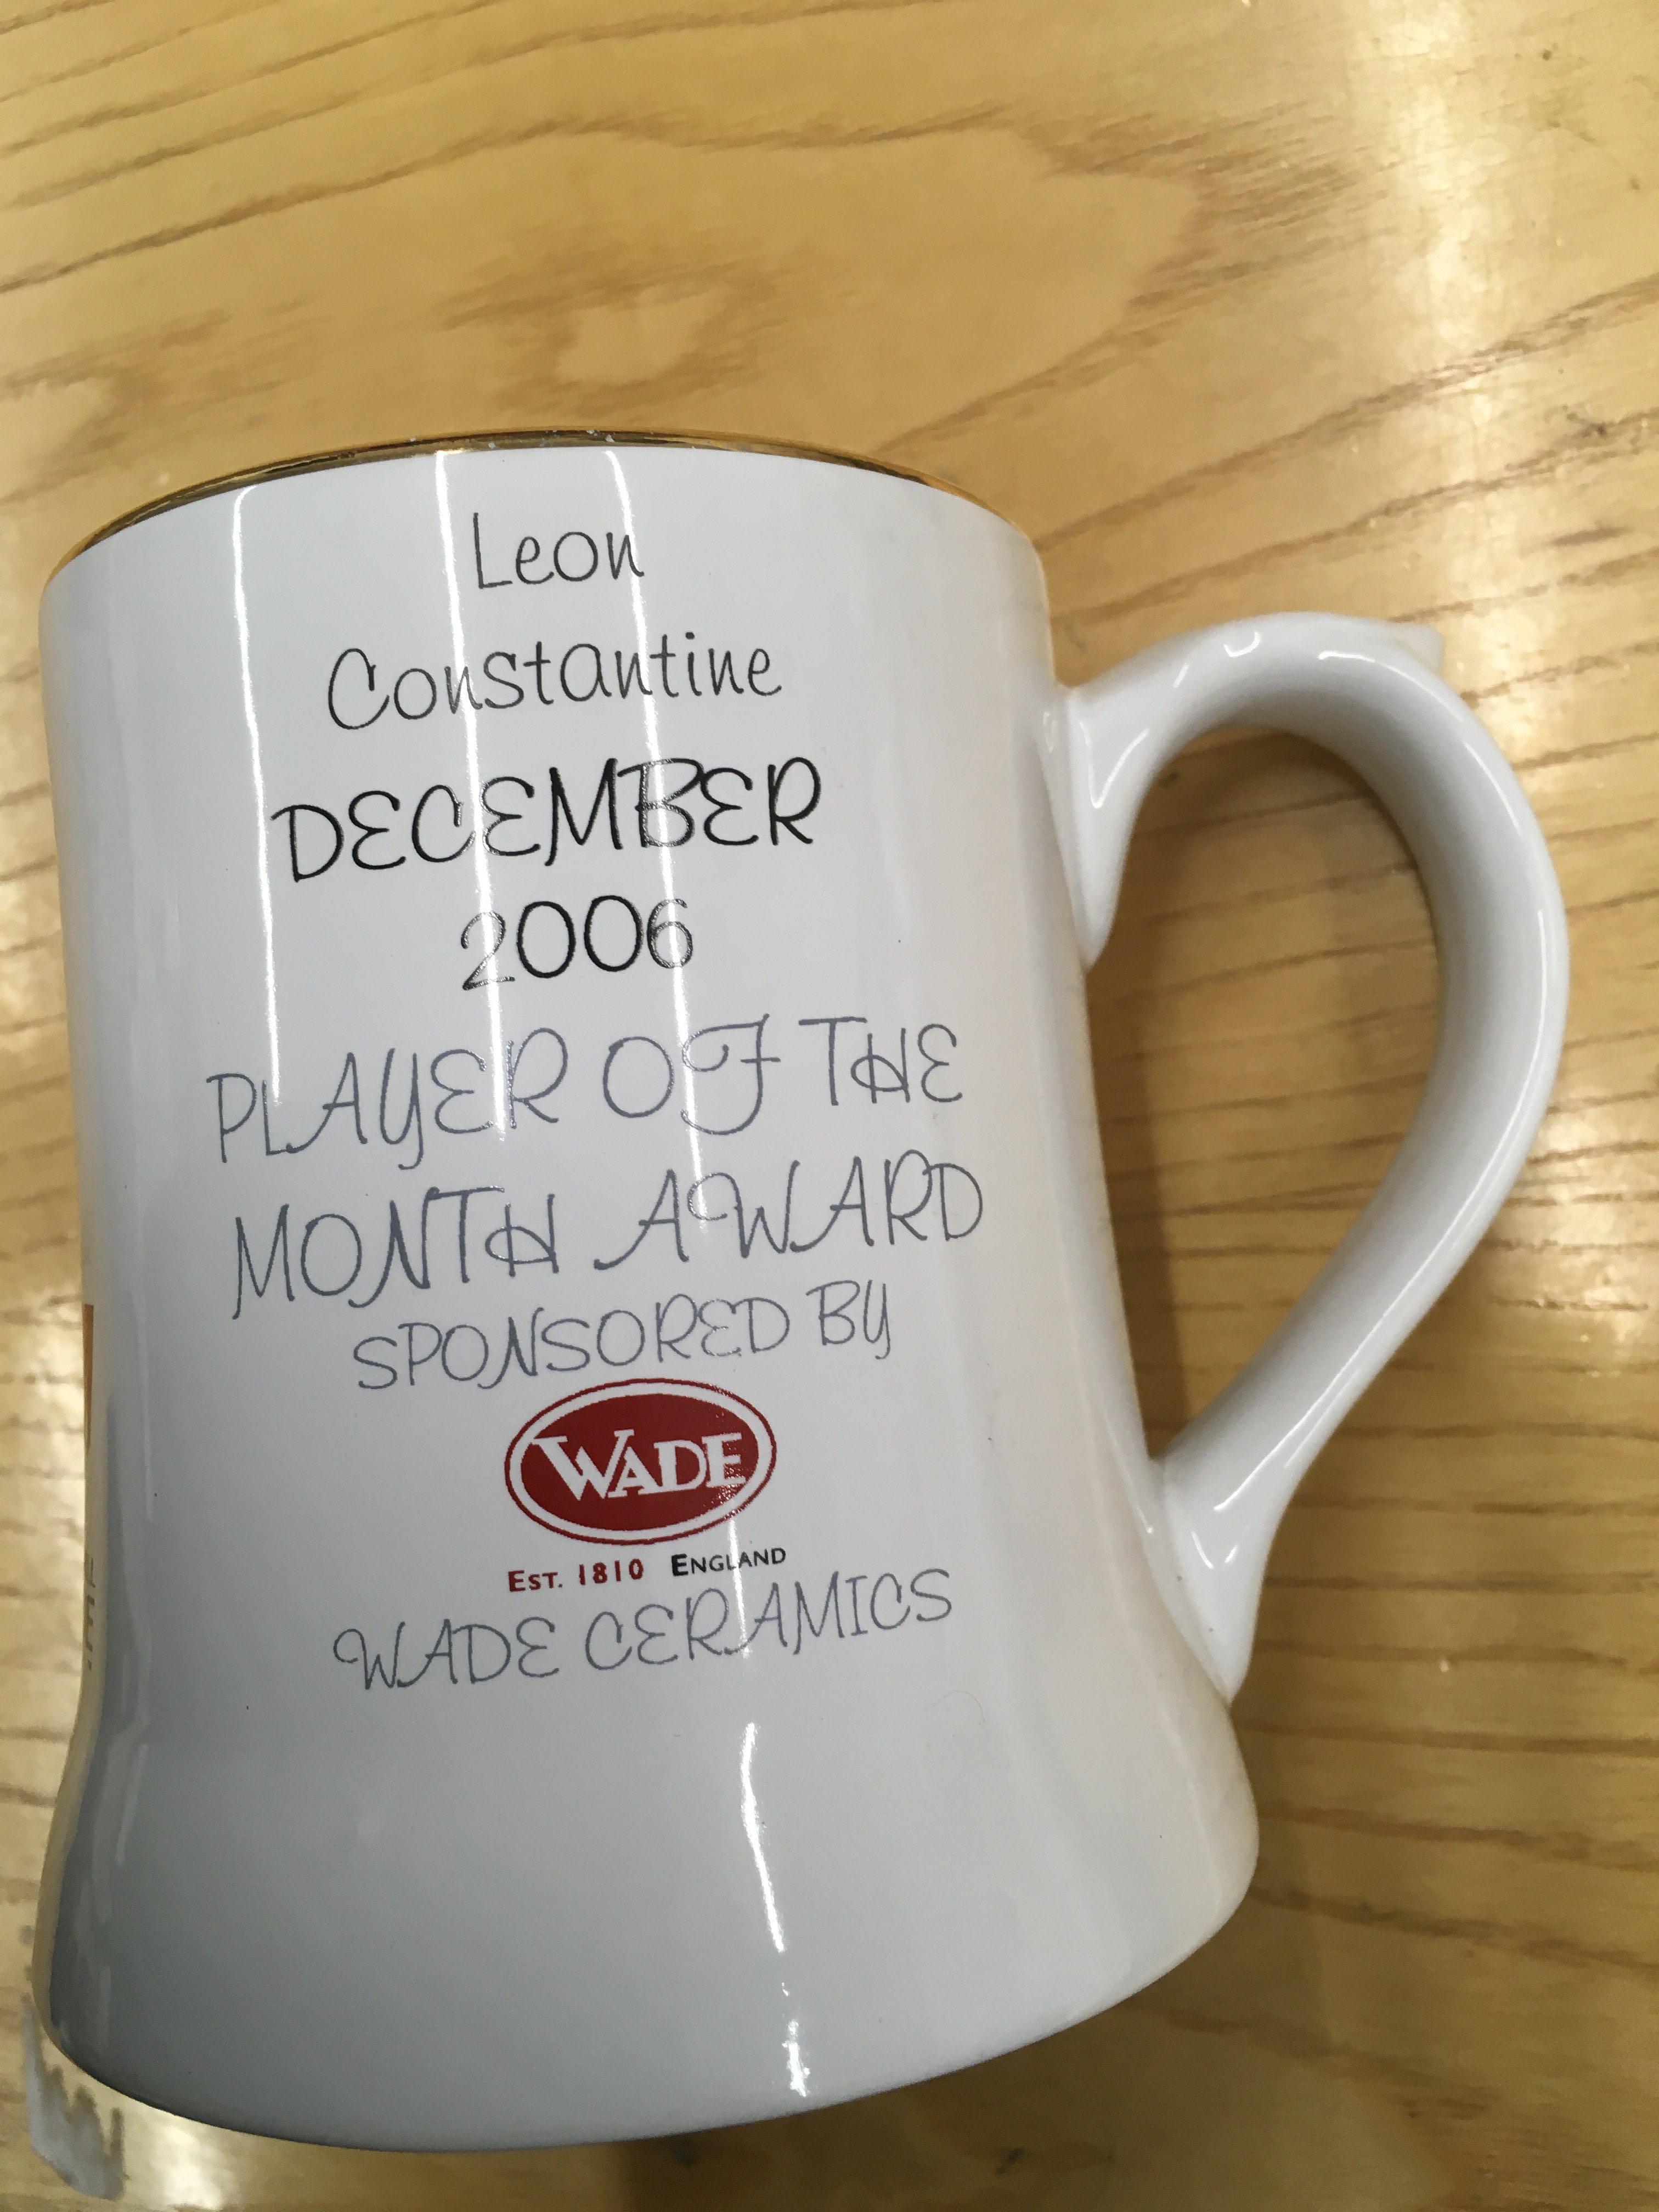 Leon
Constantine
DECEMBER
2006
PLAYER OF THE
MONTH AWARD
SPONSORED BY
WADE
EST. 1810 ENGLAND
WADE CERAMICS